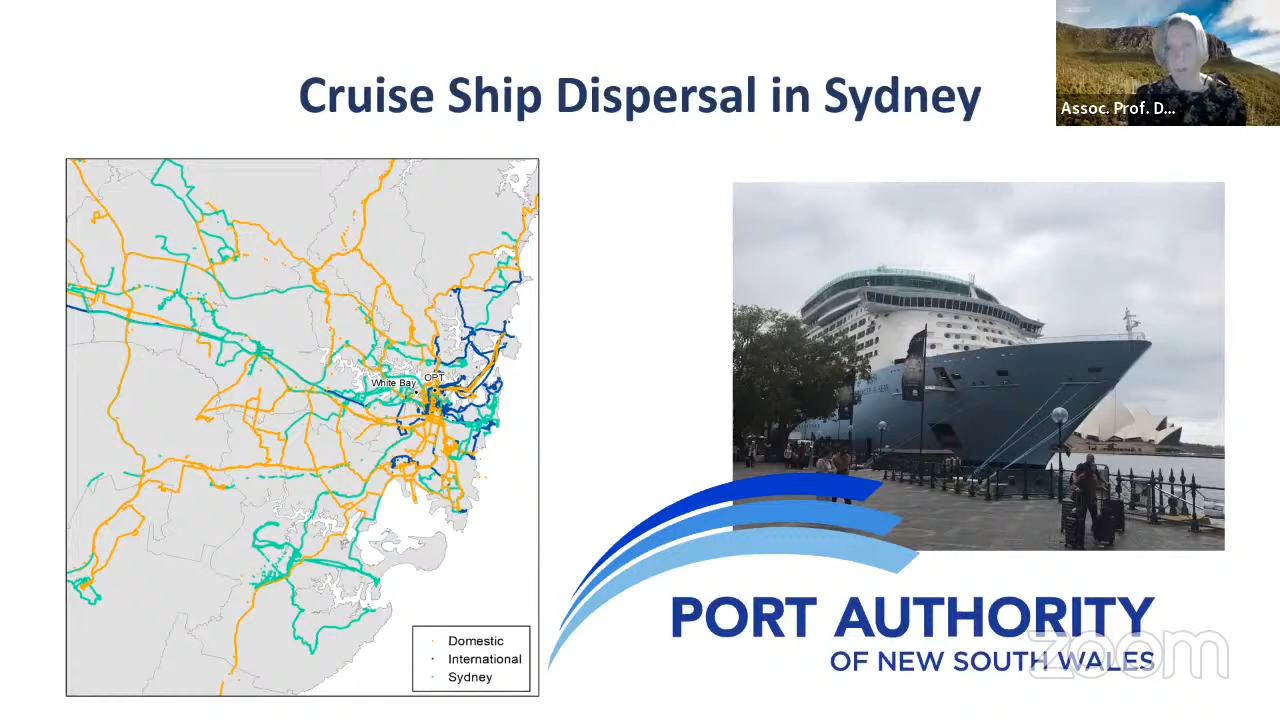 Cruise Ship Dispersal in Sydney
Assoc. Prof. D...
White Bay
OPT
Domestic
International
Sydney
PORT AUTHORITY
OF NEW SOUTH WALES
zoom